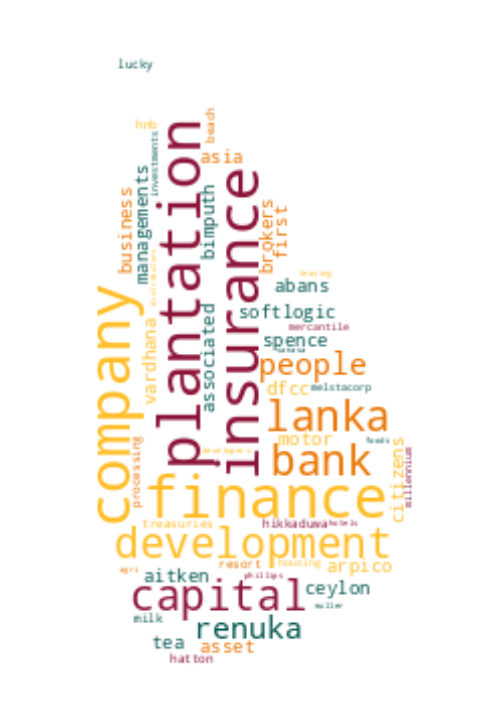 lucky
hnb
beach
investments
asia
plantation
managements
insurance
bimputh
business
brokers
first
leasing
abans
associated
softlogic
company
vardhana
mercantile
spence
people
dfcc
melstacorp
lanka
motor
foods
processing
developers
bank
citizens
millennium
finance
treasuries
hikkaduwa
hotels
development
resort
housing
arpico
agri
aitken
phillips
capital
ceylon
muller
milk
renuka
tea
asset
hatton